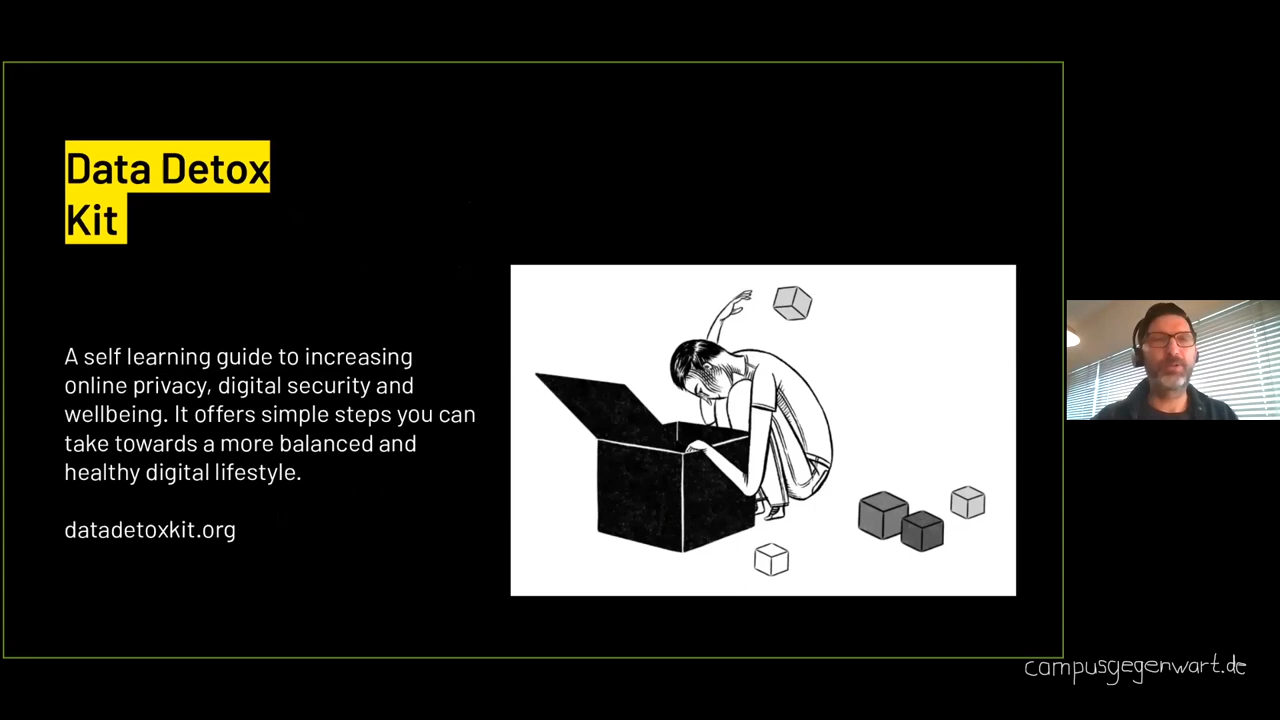 Data Detox
Kit
A self learning guide to increasing
online privacy, digital security and
wellbeing. It offers simple steps you can
take towards a more balanced and
healthy digital lifestyle.
datadetoxkit.org
campusgegenwart.de